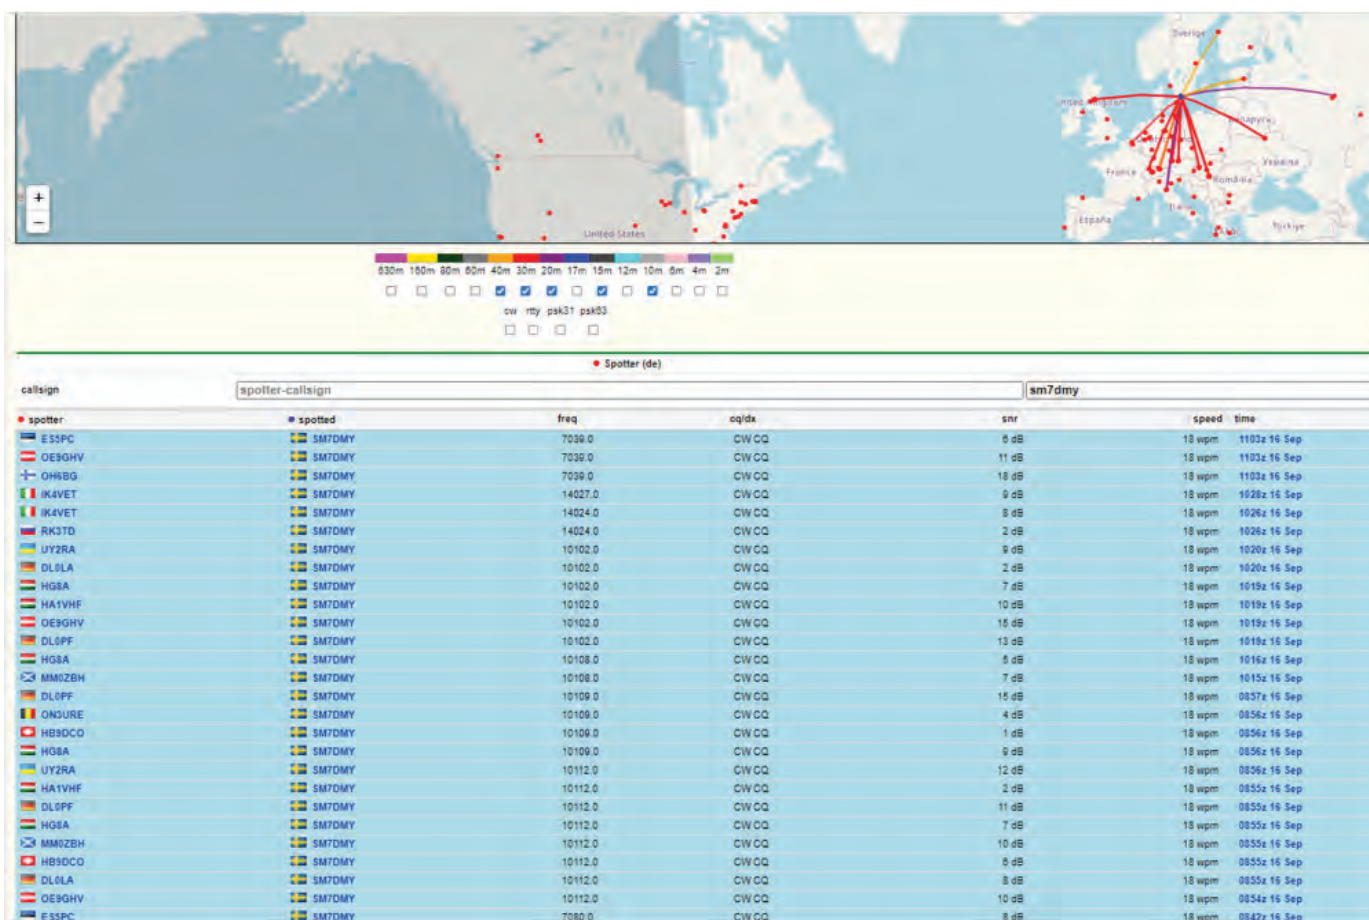 Sverige
United Kingdom
Беларусь
Україна
France
România
España
Türkiye
United States
+
−
630m 160m 80m 60m 40m 30m 20m 17m 15m 12m 10m 6m 4m 2m
cw rtty psk31 psk63
Spotter (de)
callsign spotter-callsign sm7dmy
spotter spotted freq cq/dx snr speed time
ES5PC SM7DMY 7039.0 CW CQ 6 dB 18 wpm 1103z 16 Sep
OE9GHV SM7DMY 7039.0 CW CQ 11 dB 18 wpm 1103z 16 Sep
OH6BG SM7DMY 7039.0 CW CQ 18 dB 18 wpm 1103z 16 Sep
IK4VET SM7DMY 14027.0 CW CQ 9 dB 18 wpm 1028z 16 Sep
IK4VET SM7DMY 14024.0 CW CQ 8 dB 18 wpm 1026z 16 Sep
RK3TD SM7DMY 14024.0 CW CQ 2 dB 18 wpm 1026z 16 Sep
UY2RA SM7DMY 10102.0 CW CQ 9 dB 18 wpm 1020z 16 Sep
DL0LA SM7DMY 10102.0 CW CQ 2 dB 18 wpm 1020z 16 Sep
HG8A SM7DMY 10102.0 CW CQ 7 dB 18 wpm 1019z 16 Sep
HA1VHF SM7DMY 10102.0 CW CQ 10 dB 18 wpm 1019z 16 Sep
OE9GHV SM7DMY 10102.0 CW CQ 15 dB 18 wpm 1019z 16 Sep
DL0PF SM7DMY 10102.0 CW CQ 13 dB 18 wpm 1019z 16 Sep
HG8A SM7DMY 10108.0 CW CQ 5 dB 18 wpm 1016z 16 Sep
MM0ZBH SM7DMY 10108.0 CW CQ 7 dB 18 wpm 1015z 16 Sep
DL0PF SM7DMY 10109.0 CW CQ 15 dB 18 wpm 0857z 16 Sep
ON3URE SM7DMY 10109.0 CW CQ 4 dB 18 wpm 0856z 16 Sep
HB9DCO SM7DMY 10109.0 CW CQ 1 dB 18 wpm 0856z 16 Sep
HG8A SM7DMY 10109.0 CW CQ 9 dB 18 wpm 0856z 16 Sep
UY2RA SM7DMY 10112.0 CW CQ 12 dB 18 wpm 0856z 16 Sep
HA1VHF SM7DMY 10112.0 CW CQ 2 dB 18 wpm 0855z 16 Sep
DL0PF SM7DMY 10112.0 CW CQ 11 dB 18 wpm 0855z 16 Sep
HG8A SM7DMY 10112.0 CW CQ 7 dB 18 wpm 0855z 16 Sep
MM0ZBH SM7DMY 10112.0 CW CQ 10 dB 18 wpm 0855z 16 Sep
HB9DCO SM7DMY 10112.0 CW CQ 6 dB 18 wpm 0855z 16 Sep
DL0LA SM7DMY 10112.0 CW CQ 8 dB 18 wpm 0855z 16 Sep
OE9GHV SM7DMY 10112.0 CW CQ 10 dB 18 wpm 0854z 16 Sep
ES5PC SM7DMY 7080.0 CW CQ 8 dB 18 wpm 0842z 16 Sep